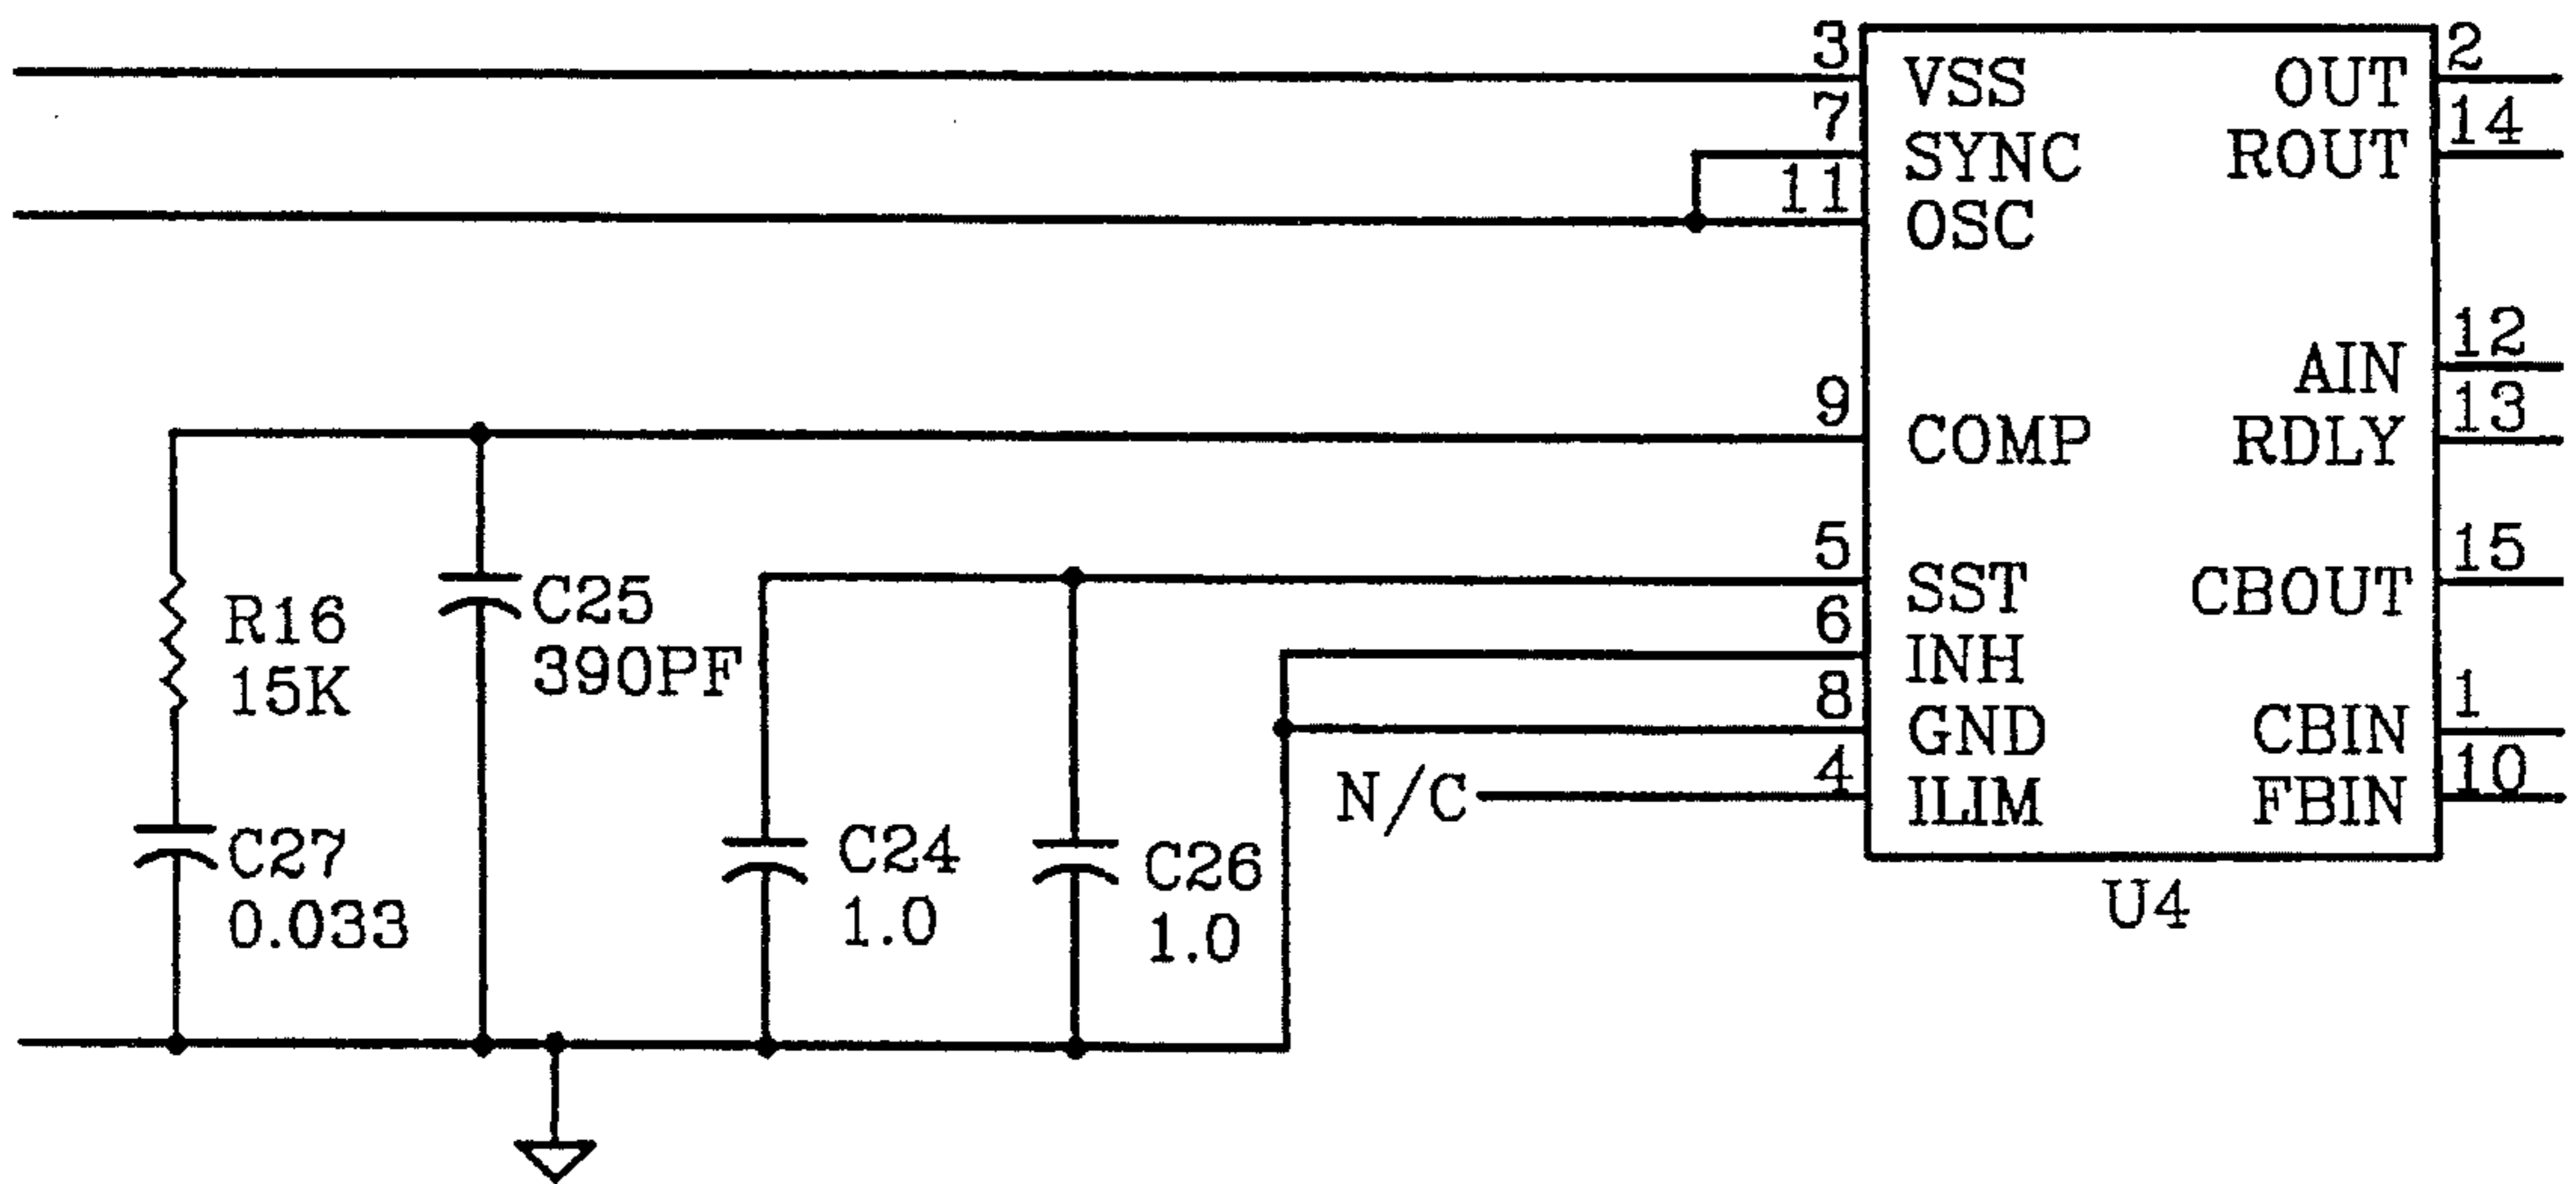 3
VSS
OUT
2
7
SYNC
ROUT
14
11
OSC
12
AIN
9
COMP
RDLY
13
5
SST
CBOUT
15
6
INH
8
GND
CBIN
1
N/C
4
ILIM
FBIN
10
U4
R16
15K
C25
390PF
C27
0.033
C24
1.0
C26
1.0